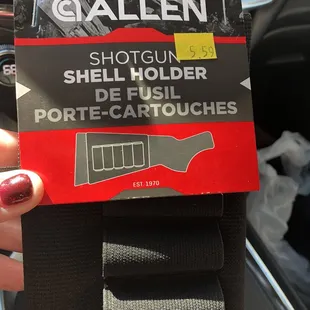 ALLEN
5.59
SHOTGUN
SHELL HOLDER
DE FUSIL
PORTE-CARTOUCHES
EST. 1970